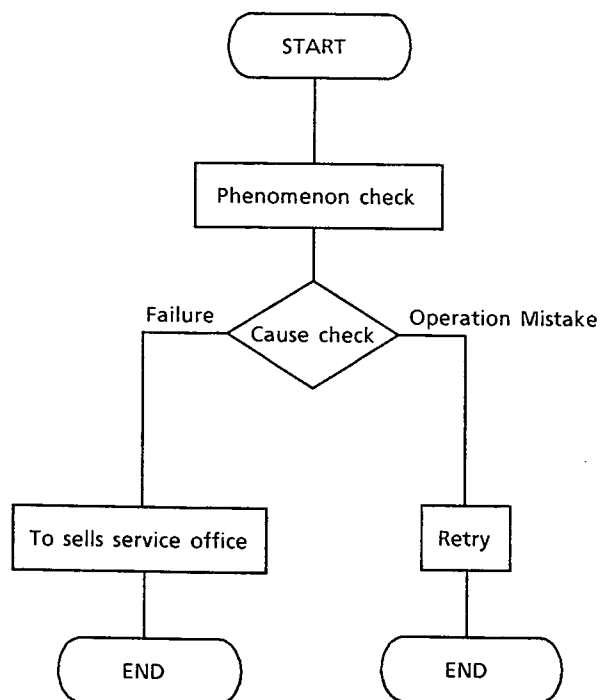 START
Phenomenon check
Failure
Operation Mistake
Cause check
To sells service office
Retry
END
END